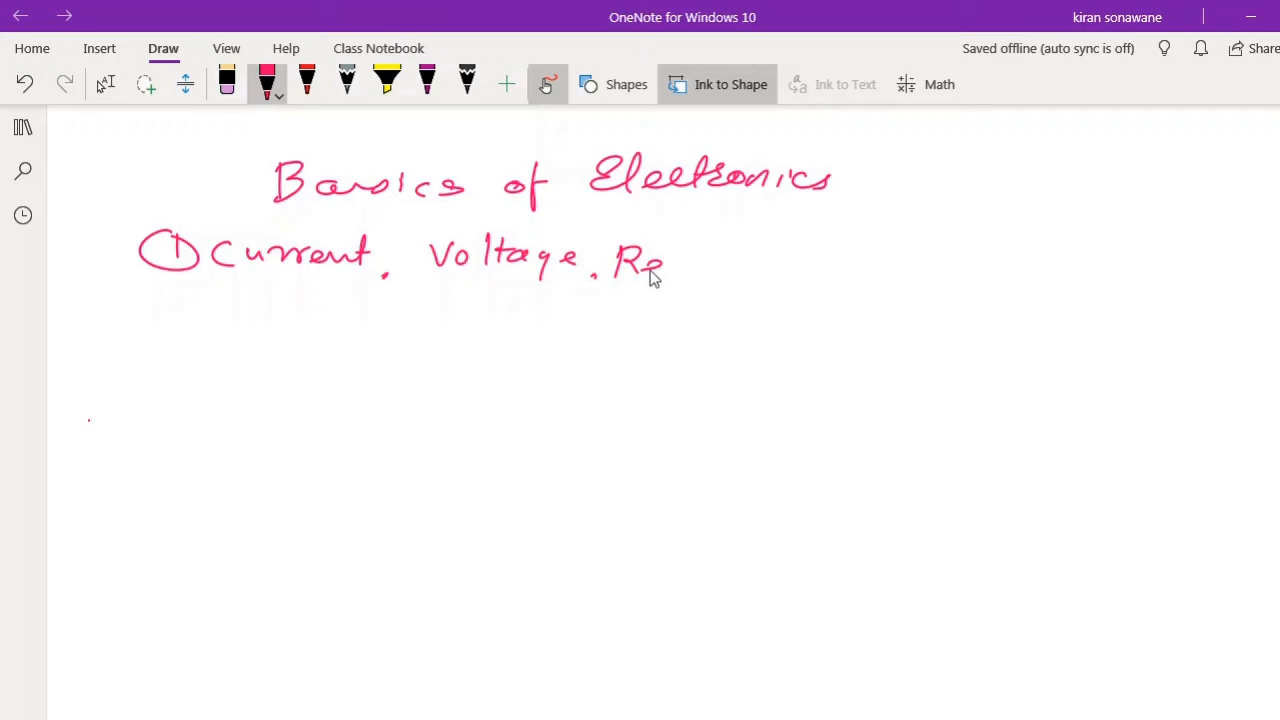 OneNote for Windows 10
kiran sonawane
Home Insert Draw View Help Class Notebook
Saved offline (auto sync is off) Share
Shapes Ink to Shape Ink to Text Math
Basics of Electronics
① Current, Voltage, Re